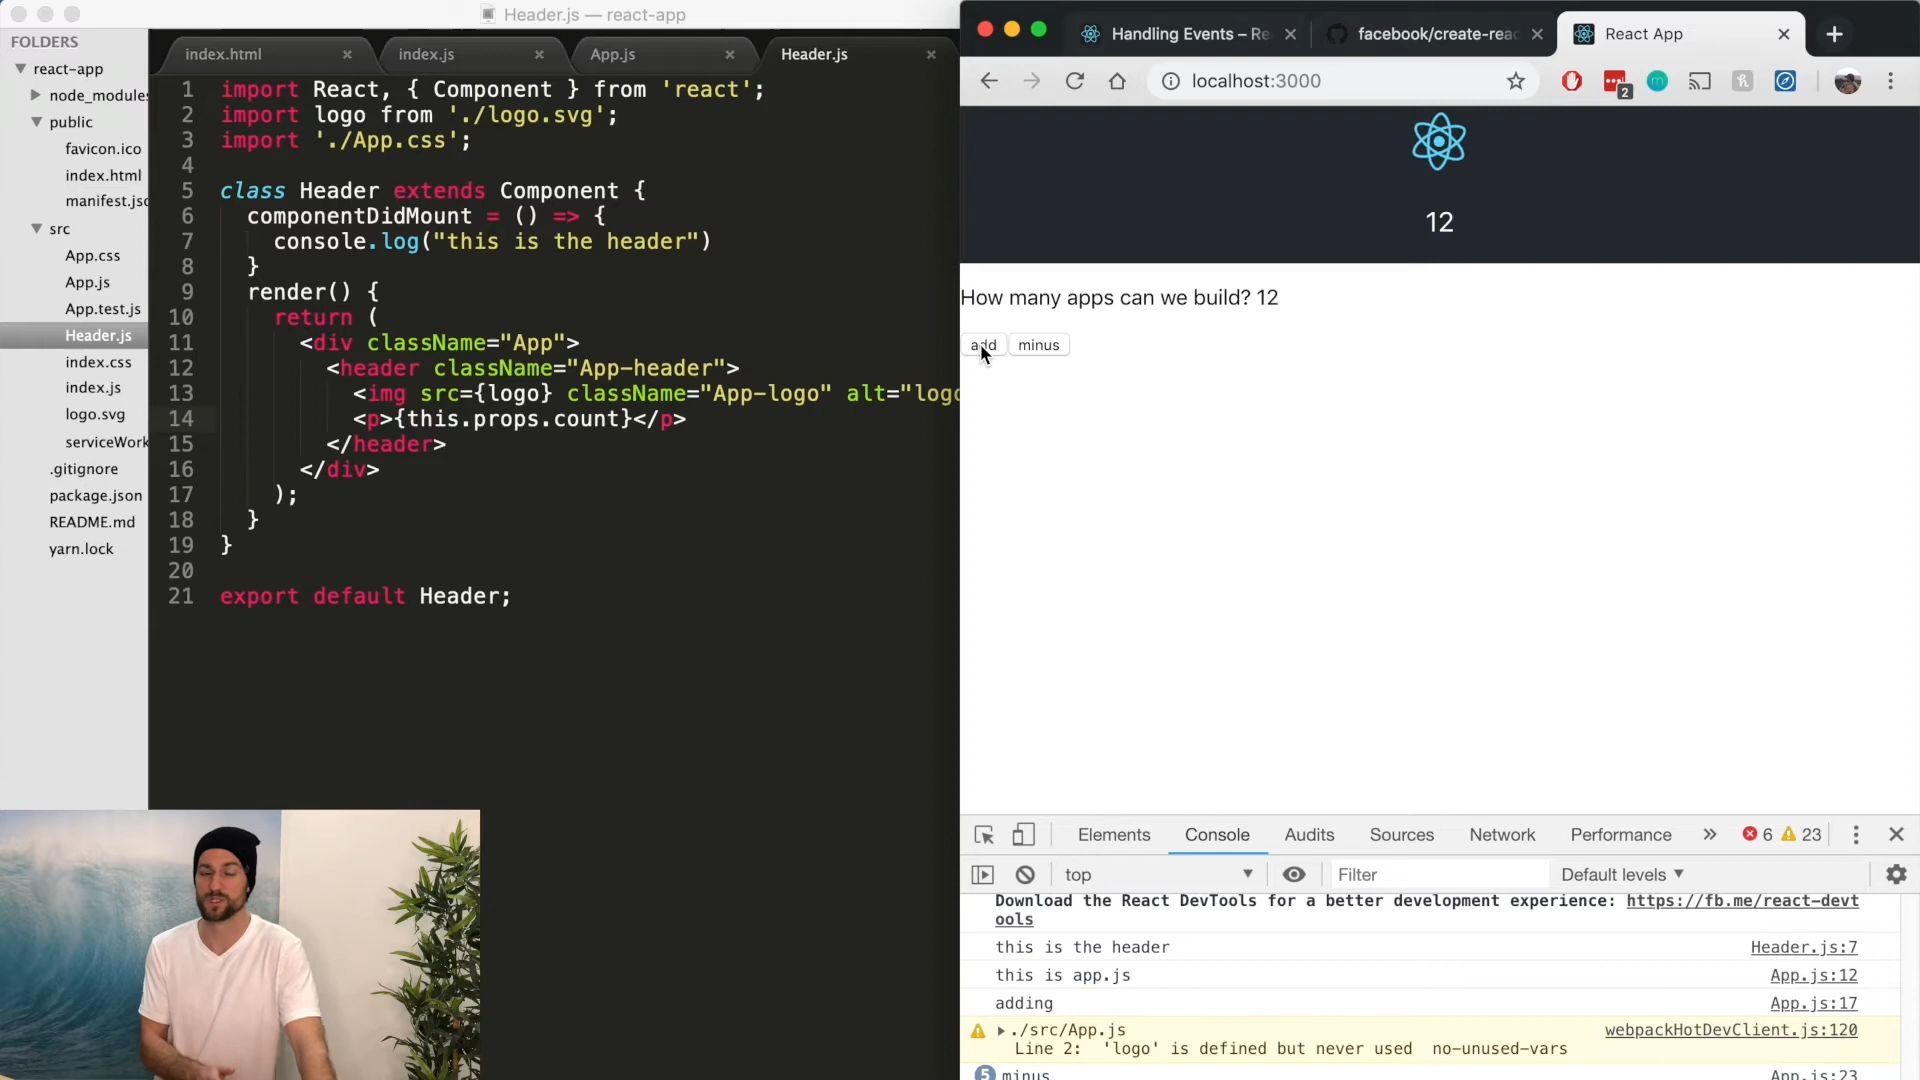 Header.js — react-app
FOLDERS
react-app
node_modules
public
favicon.ico
index.html
manifest.jsc
src
App.css
App.js
App.test.js
Header.js
index.css
index.js
logo.svg
serviceWork
.gitignore
package.json
README.md
yarn.lock
index.html
index.js
App.js
Header.js
1 import React, { Component } from 'react';
2 import logo from './logo.svg';
3 import './App.css';
4
5 class Header extends Component {
6 componentDidMount = () => {
7 console.log("this is the header")
8 }
9 render() {
10 return (
11 <div className="App">
12 <header className="App-header">
13 <img src={logo} className="App-logo" alt="logo
14 <p>{this.props.count}</p>
15 </header>
16 </div>
17 );
18 }
19 }
20
21 export default Header;
Handling Events – Re
facebook/create-reac
React App
localhost:3000
2
12
How many apps can we build? 12
add minus
Elements Console Audits Sources Network Performance » 6 23
top Filter Default levels
Download the React DevTools for a better development experience: https://fb.me/react-devt
ools
this is the header Header.js:7
this is app.js App.js:12
adding App.js:17
./src/App.js webpackHotDevClient.js:120
Line 2: 'logo' is defined but never used no-unused-vars
5 minus App.js:23